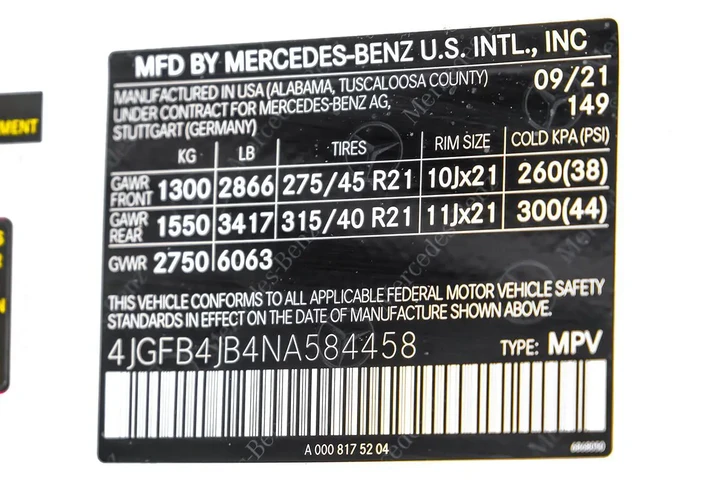 MFD BY MERCEDES-BENZ U.S. INTL., INC
MANUFACTURED IN USA (ALABAMA, TUSCALOOSA COUNTY) 09/21
UNDER CONTRACT FOR MERCEDES-BENZ AG, 149
STUTTGART (GERMANY)
KG LB TIRES RIM SIZE COLD KPA (PSI)
GAWR FRONT 1300 2866 275/45 R21 10Jx21 260(38)
GAWR REAR 1550 3417 315/40 R21 11Jx21 300(44)
GVWR 2750 6063
THIS VEHICLE CONFORMS TO ALL APPLICABLE FEDERAL MOTOR VEHICLE SAFETY
STANDARDS IN EFFECT ON THE DATE OF MANUFACTURE SHOWN ABOVE.
4JGFB4JB4NA584458 TYPE: MPV
A 000 817 52 04